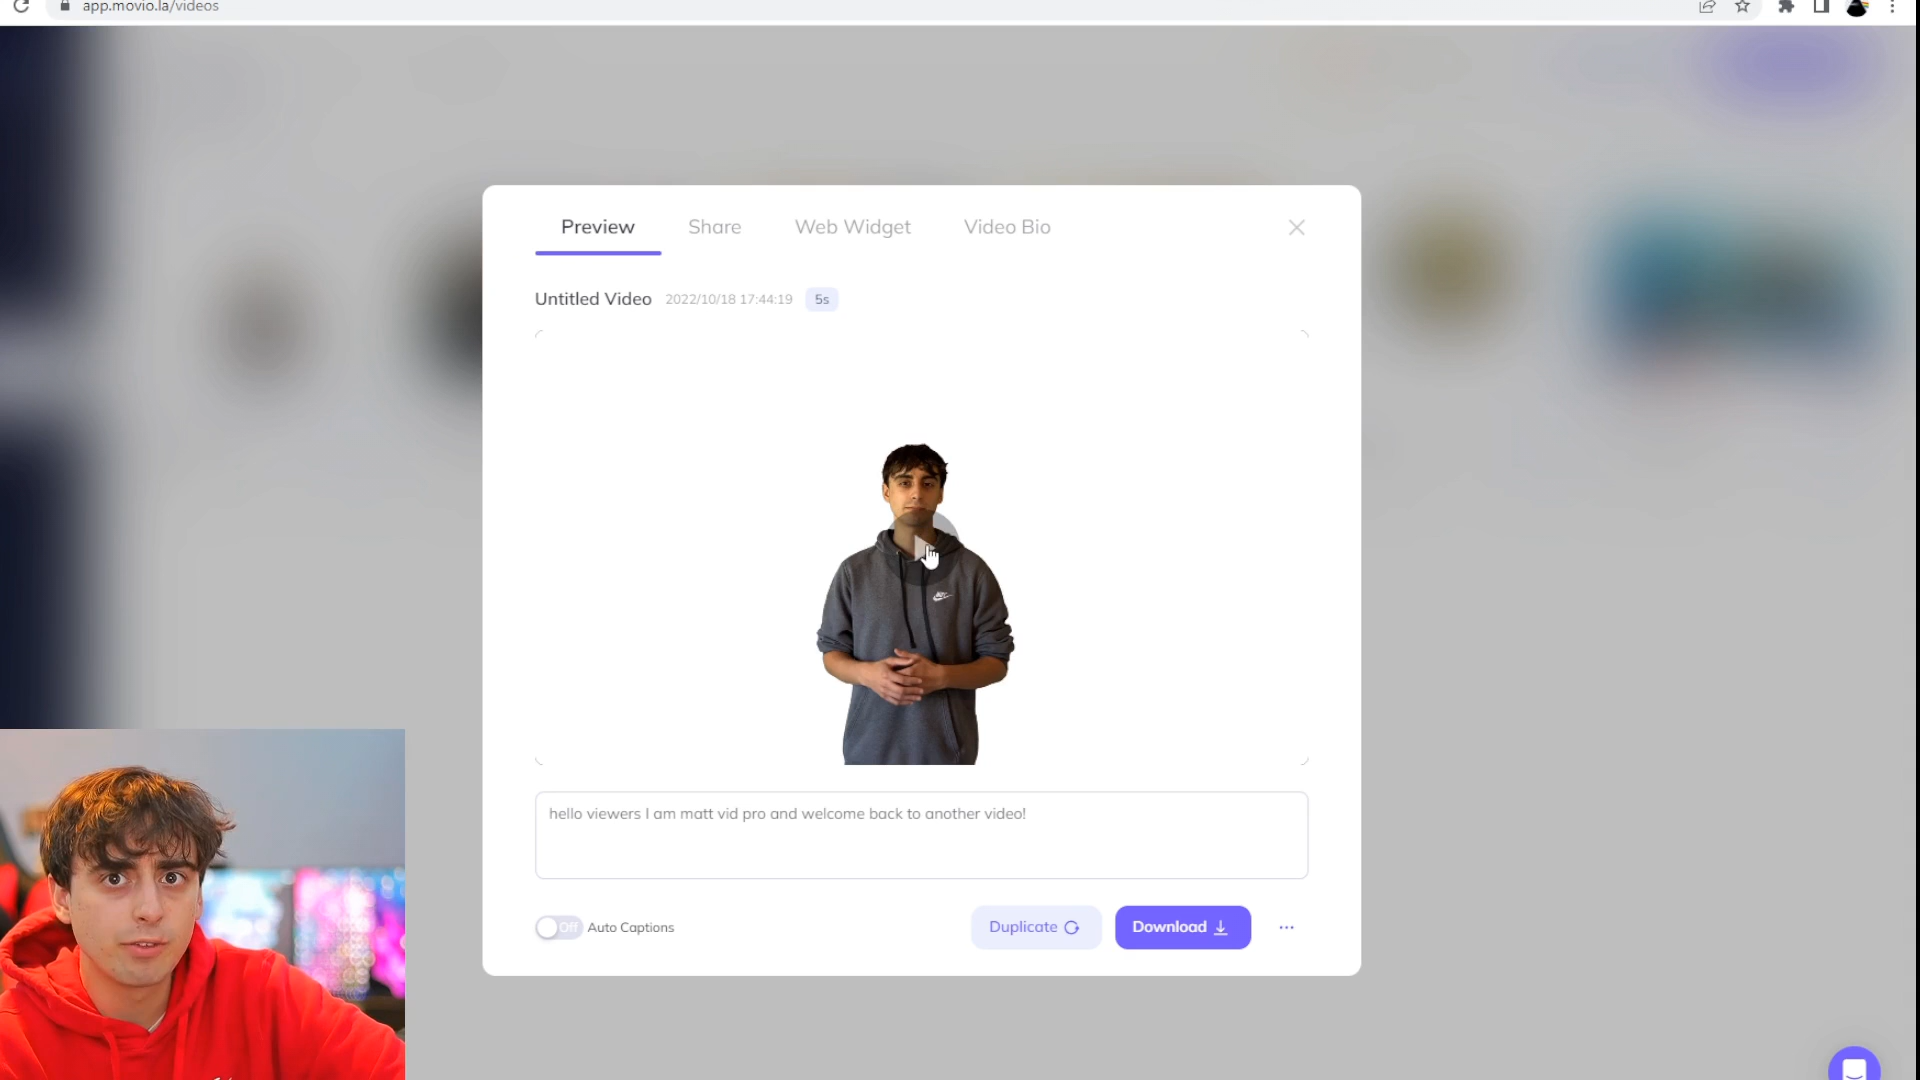 app.movio.la/videos
Preview Share Web Widget Video Bio
Untitled Video 2022/10/18 17:44:19 5s
hello viewers I am matt vid pro and welcome back to another video!
Off Auto Captions Duplicate Download